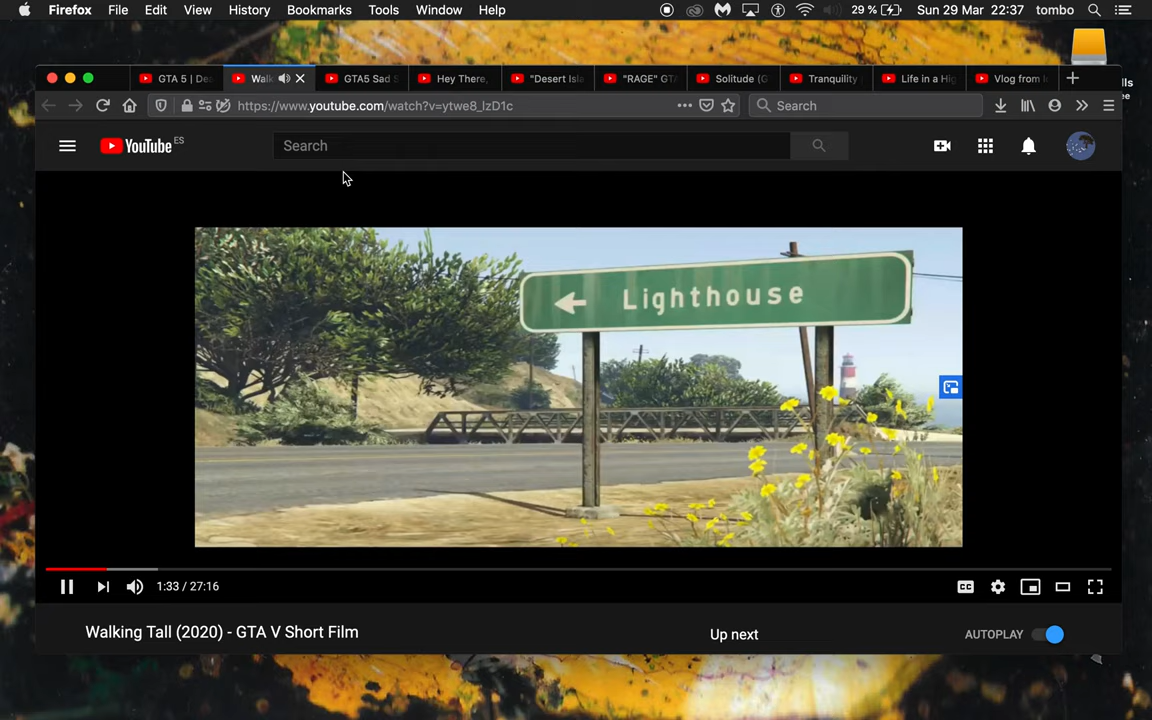 Firefox File Edit View History Bookmarks Tools Window Help 29 % Sun 29 Mar 22:37 tombo
GTA 5 | De Walk GTA5 Sad S Hey There, "Desert Isla "RAGE" GT Solitude (G Tranquility Life in a Hig Vlog from I
https://www.youtube.com/watch?v=ytwe8_IzD1c Search
YouTube ES Search
Lighthouse
1:33 / 27:16 CC
Walking Tall (2020) - GTA V Short Film Up next AUTOPLAY